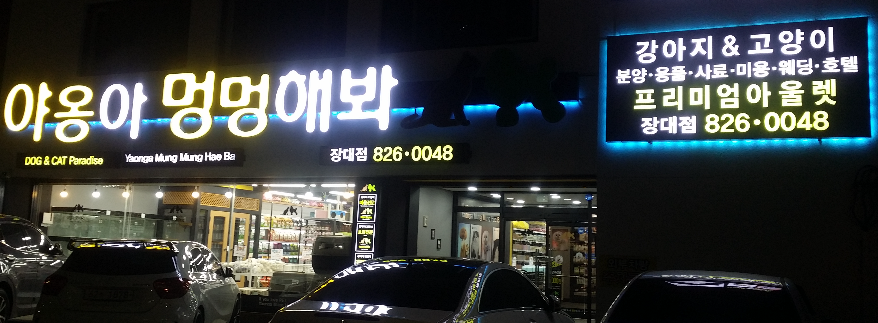 야옹아 멍멍해봐
DOG & CAT Paradise Yaonga Mung Mung Hae Ba
장대점 826·0048
강아지 & 고양이
분양·용품·사료·미용·웨딩·호텔
프리미엄아울렛
장대점 826·0048